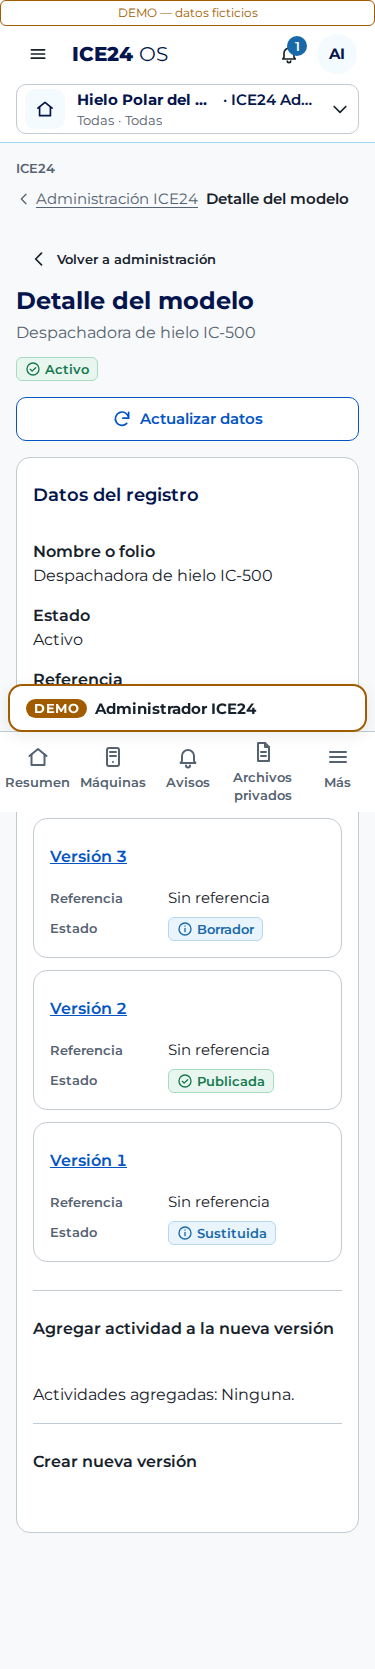 DEMO — datos ficticios
ICE24 OS
1
AI
Hielo Polar del ... · ICE24 Ad...
Todas · Todas
ICE24
Administración ICE24 Detalle del modelo
Volver a administración
Detalle del modelo
Despachadora de hielo IC-500
Activo
Actualizar datos
Datos del registro
Nombre o folio
Despachadora de hielo IC-500
Estado
Activo
Referencia
DEMO Administrador ICE24
Resumen Máquinas Avisos Archivos privados Más
Versión 3
Referencia Sin referencia
Estado Borrador
Versión 2
Referencia Sin referencia
Estado Publicada
Versión 1
Referencia Sin referencia
Estado Sustituida
Agregar actividad a la nueva versión
Actividades agregadas: Ninguna.
Crear nueva versión